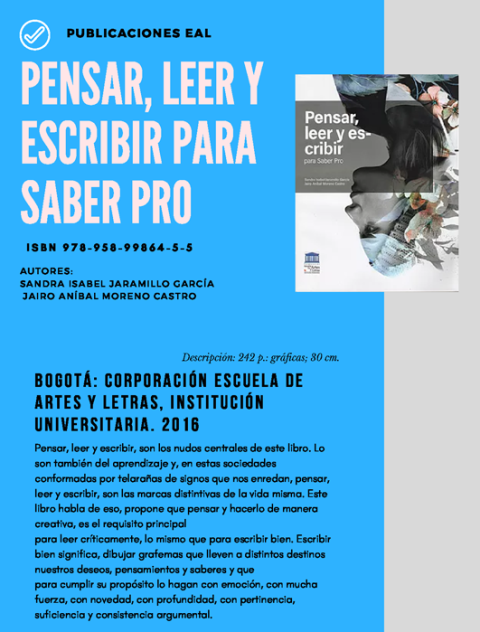 PUBLICACIONES EAL
PENSAR, LEER Y
ESCRIBIR PARA
SABER PRO
ISBN 978-958-99864-5-5
AUTORES:
SANDRA ISABEL JARAMILLO GARCÍA
JAIRO ANÍBAL MORENO CASTRO
Pensar,
leer y es-
cribir
para Saber Pro
Descripción: 242 p.: gráficas; 30 cm.
BOGOTÁ: CORPORACIÓN ESCUELA DE
ARTES Y LETRAS, INSTITUCIÓN
UNIVERSITARIA. 2016
Pensar, leer y escribir, son los nudos centrales de este libro. Lo
son también del aprendizaje y, en estas sociedades
conformadas por telarañas de signos que nos enredan, pensar,
leer y escribir, son las marcas distintivas de la vida misma. Este
libro habla de eso, propone que pensar y hacerlo de manera
creativa, es el requisito principal
para leer críticamente, lo mismo que para escribir bien. Escribir
bien significa, dibujar grafemas que lleven a distintos destinos
nuestros deseos, pensamientos y saberes y que
para cumplir su propósito lo hagan con emoción, con mucha
fuerza, con novedad, con profundidad, con pertinencia,
suficiencia y consistencia argumental.